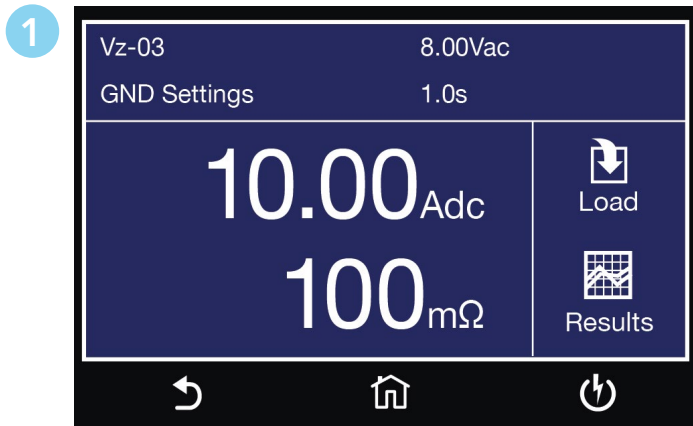 1
Vz-03 8.00Vac
GND Settings 1.0s
10.00Adc
Load
100mΩ
Results